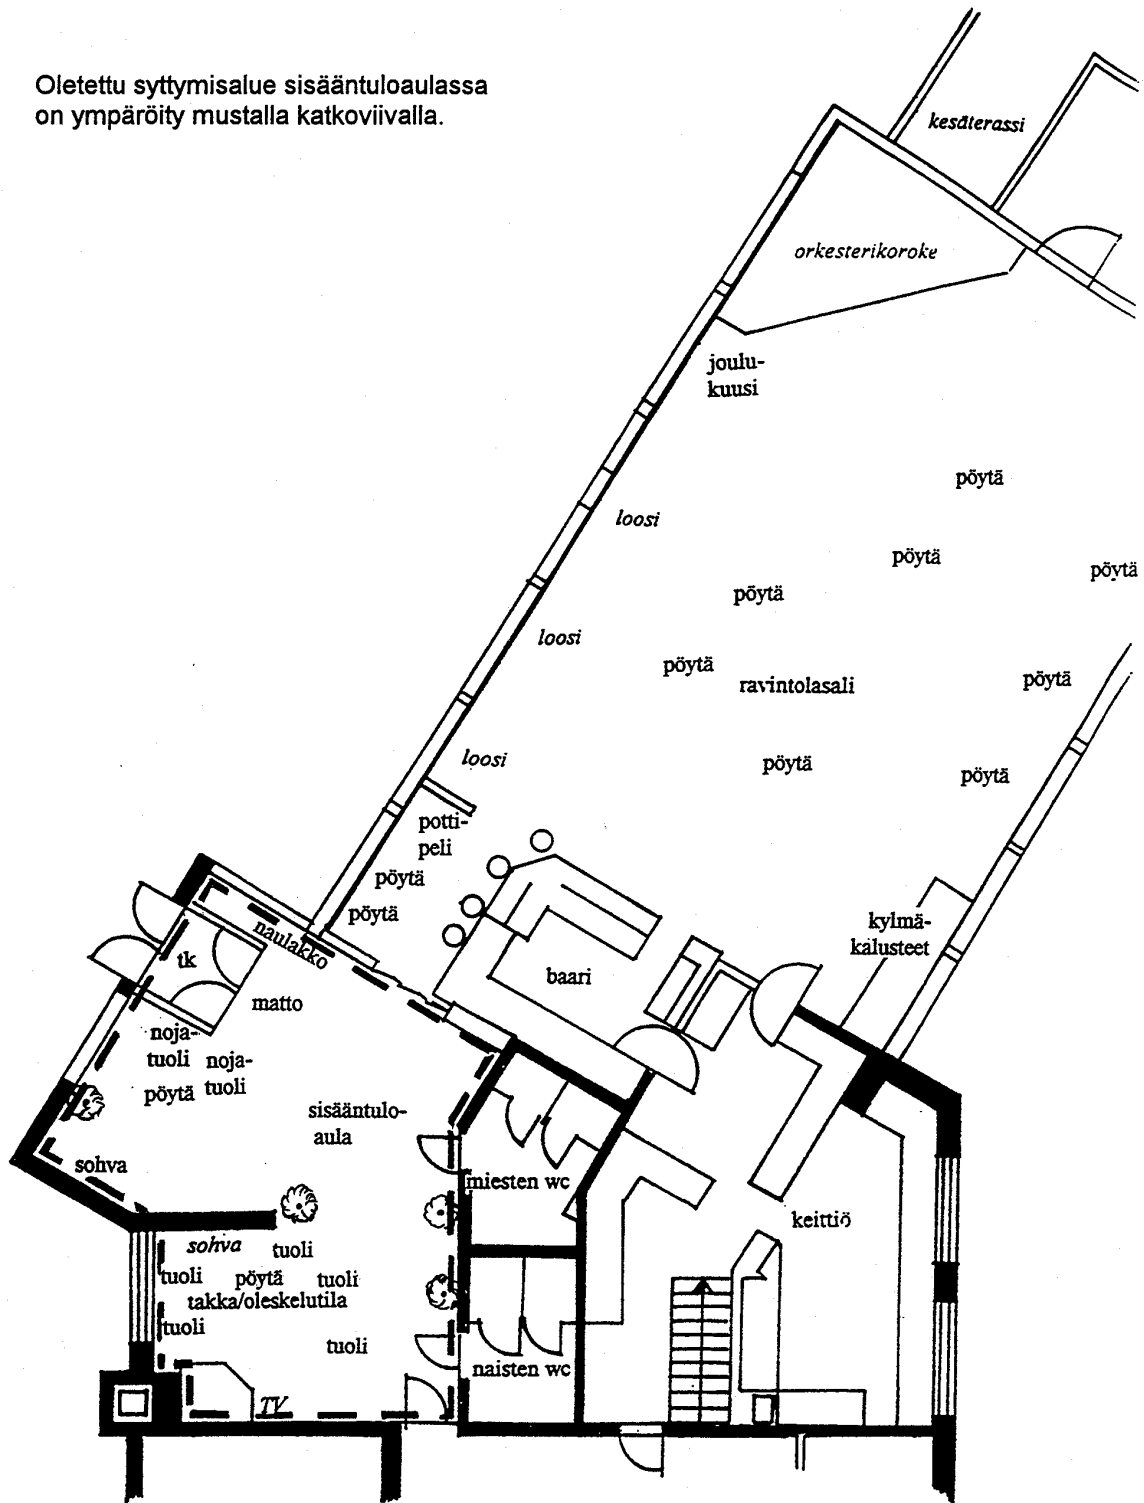 Oletettu syttymisalue sisääntuloaulassa
on ympäröity mustalla katkoviivalla.
kesäterassi
orkesterikoroke
joulu-
kuusi
pöytä
loosi
pöytä
pöytä
pöytä
loosi
pöytä
ravintolasali
pöytä
loosi
pöytä
pöytä
potti-
peli
pöytä
pöytä
kylmä-
kalusteet
naulakko
tk
baari
matto
noja-
tuoli
noja-
tuoli
pöytä
sisääntulo-
aula
sohva
miesten wc
keittiö
sohva
tuoli
tuoli
pöytä
tuoli
takka/oleskelutila
tuoli
tuoli
naisten wc
TV